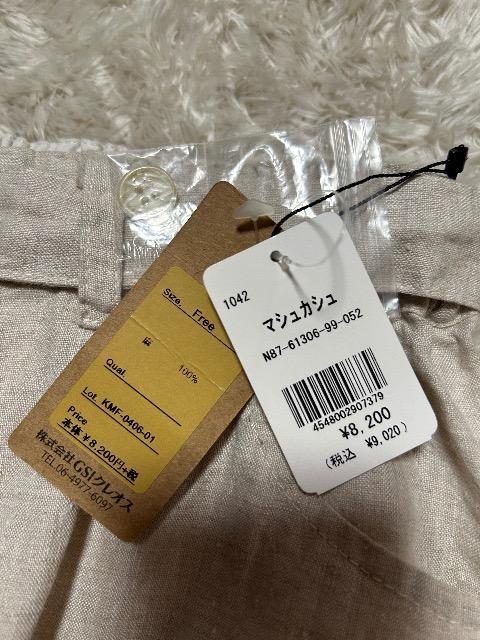 Size Free
麻 100%
Qual
Lot. KMF-0406-01
Price
本体¥8,200円+税
株式会社GSIクレオス
TEL.06-4977-6097
1042
マシュカシュ
N87-61306-99-052
4548002907379
¥8,200
(税込 ¥9,020)